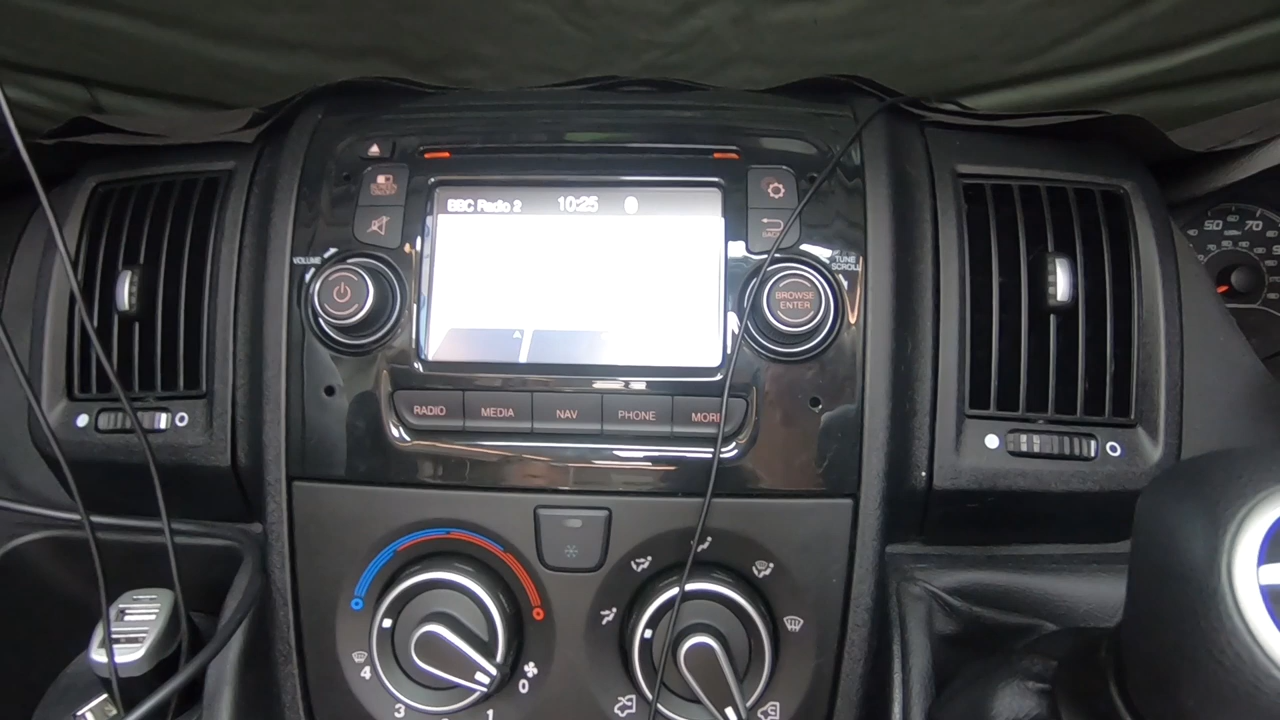 SCREEN
ON/OFF
BBC Radio 2 10:25
BACK
VOLUME
TUNE
SCROLL
BROWSE
ENTER
50 60 70
RADIO MEDIA NAV PHONE MORE
4
3
1
0